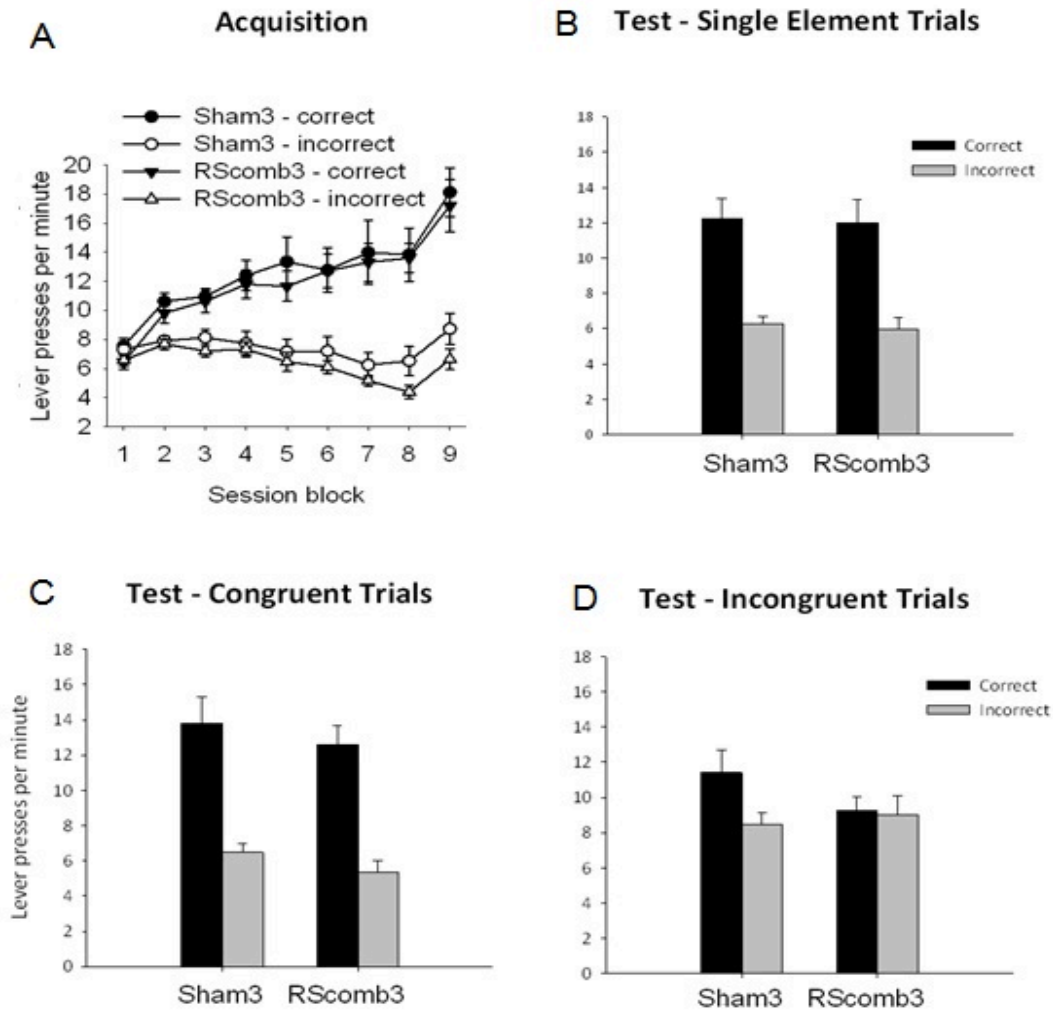 A
Acquisition
Sham3 - correct
Sham3 - incorrect
RScomb3 - correct
RScomb3 - incorrect
Lever presses per minute
20
18
16
14
12
10
8
6
4
2
1 2 3 4 5 6 7 8 9
Session block
B
Test - Single Element Trials
Correct
Incorrect
18
16
14
12
10
8
6
4
2
0
Sham3 RScomb3
C
Test - Congruent Trials
Lever presses per minute
18
16
14
12
10
8
6
4
2
0
Sham3 RScomb3
D
Test - Incongruent Trials
Correct
Incorrect
18
16
14
12
10
8
6
4
2
0
Sham3 RScomb3